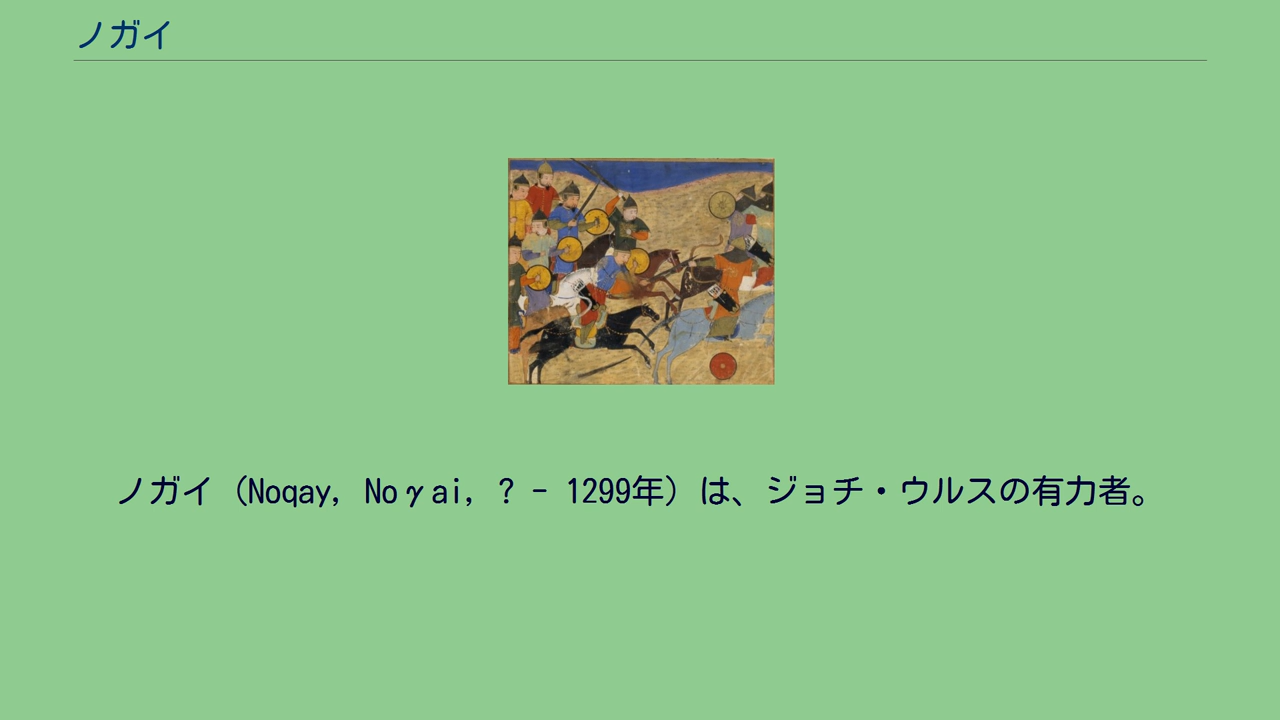 ノガイ
ノガイ（Noqay, Noγai, ? - 1299年）は、ジョチ・ウルスの有力者。